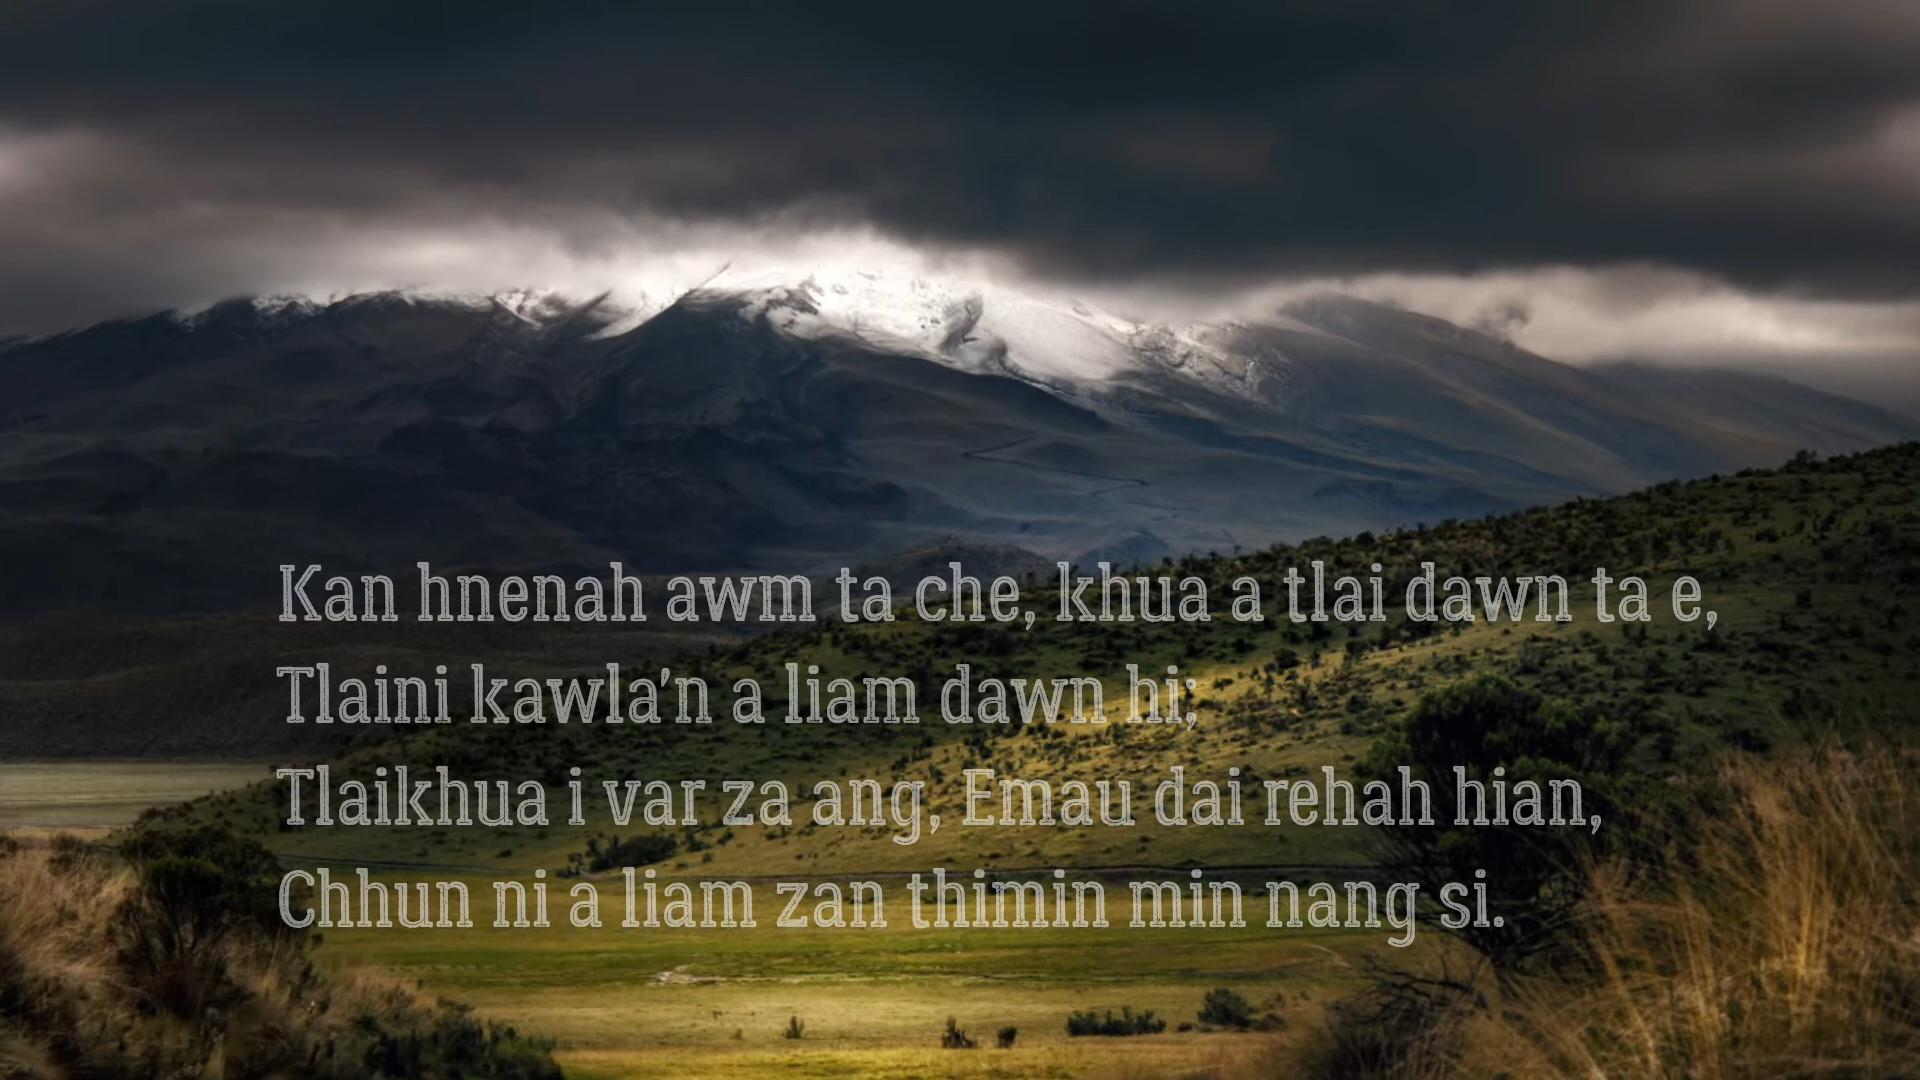 Kan hnenah awm ta che, khua a tlai dawn ta e,
Tlaini kawla'n a liam dawn hi;
Tlaikhua i var za ang, Emau dai rehah hian,
Chhun ni a liam zan thimin min nang si.